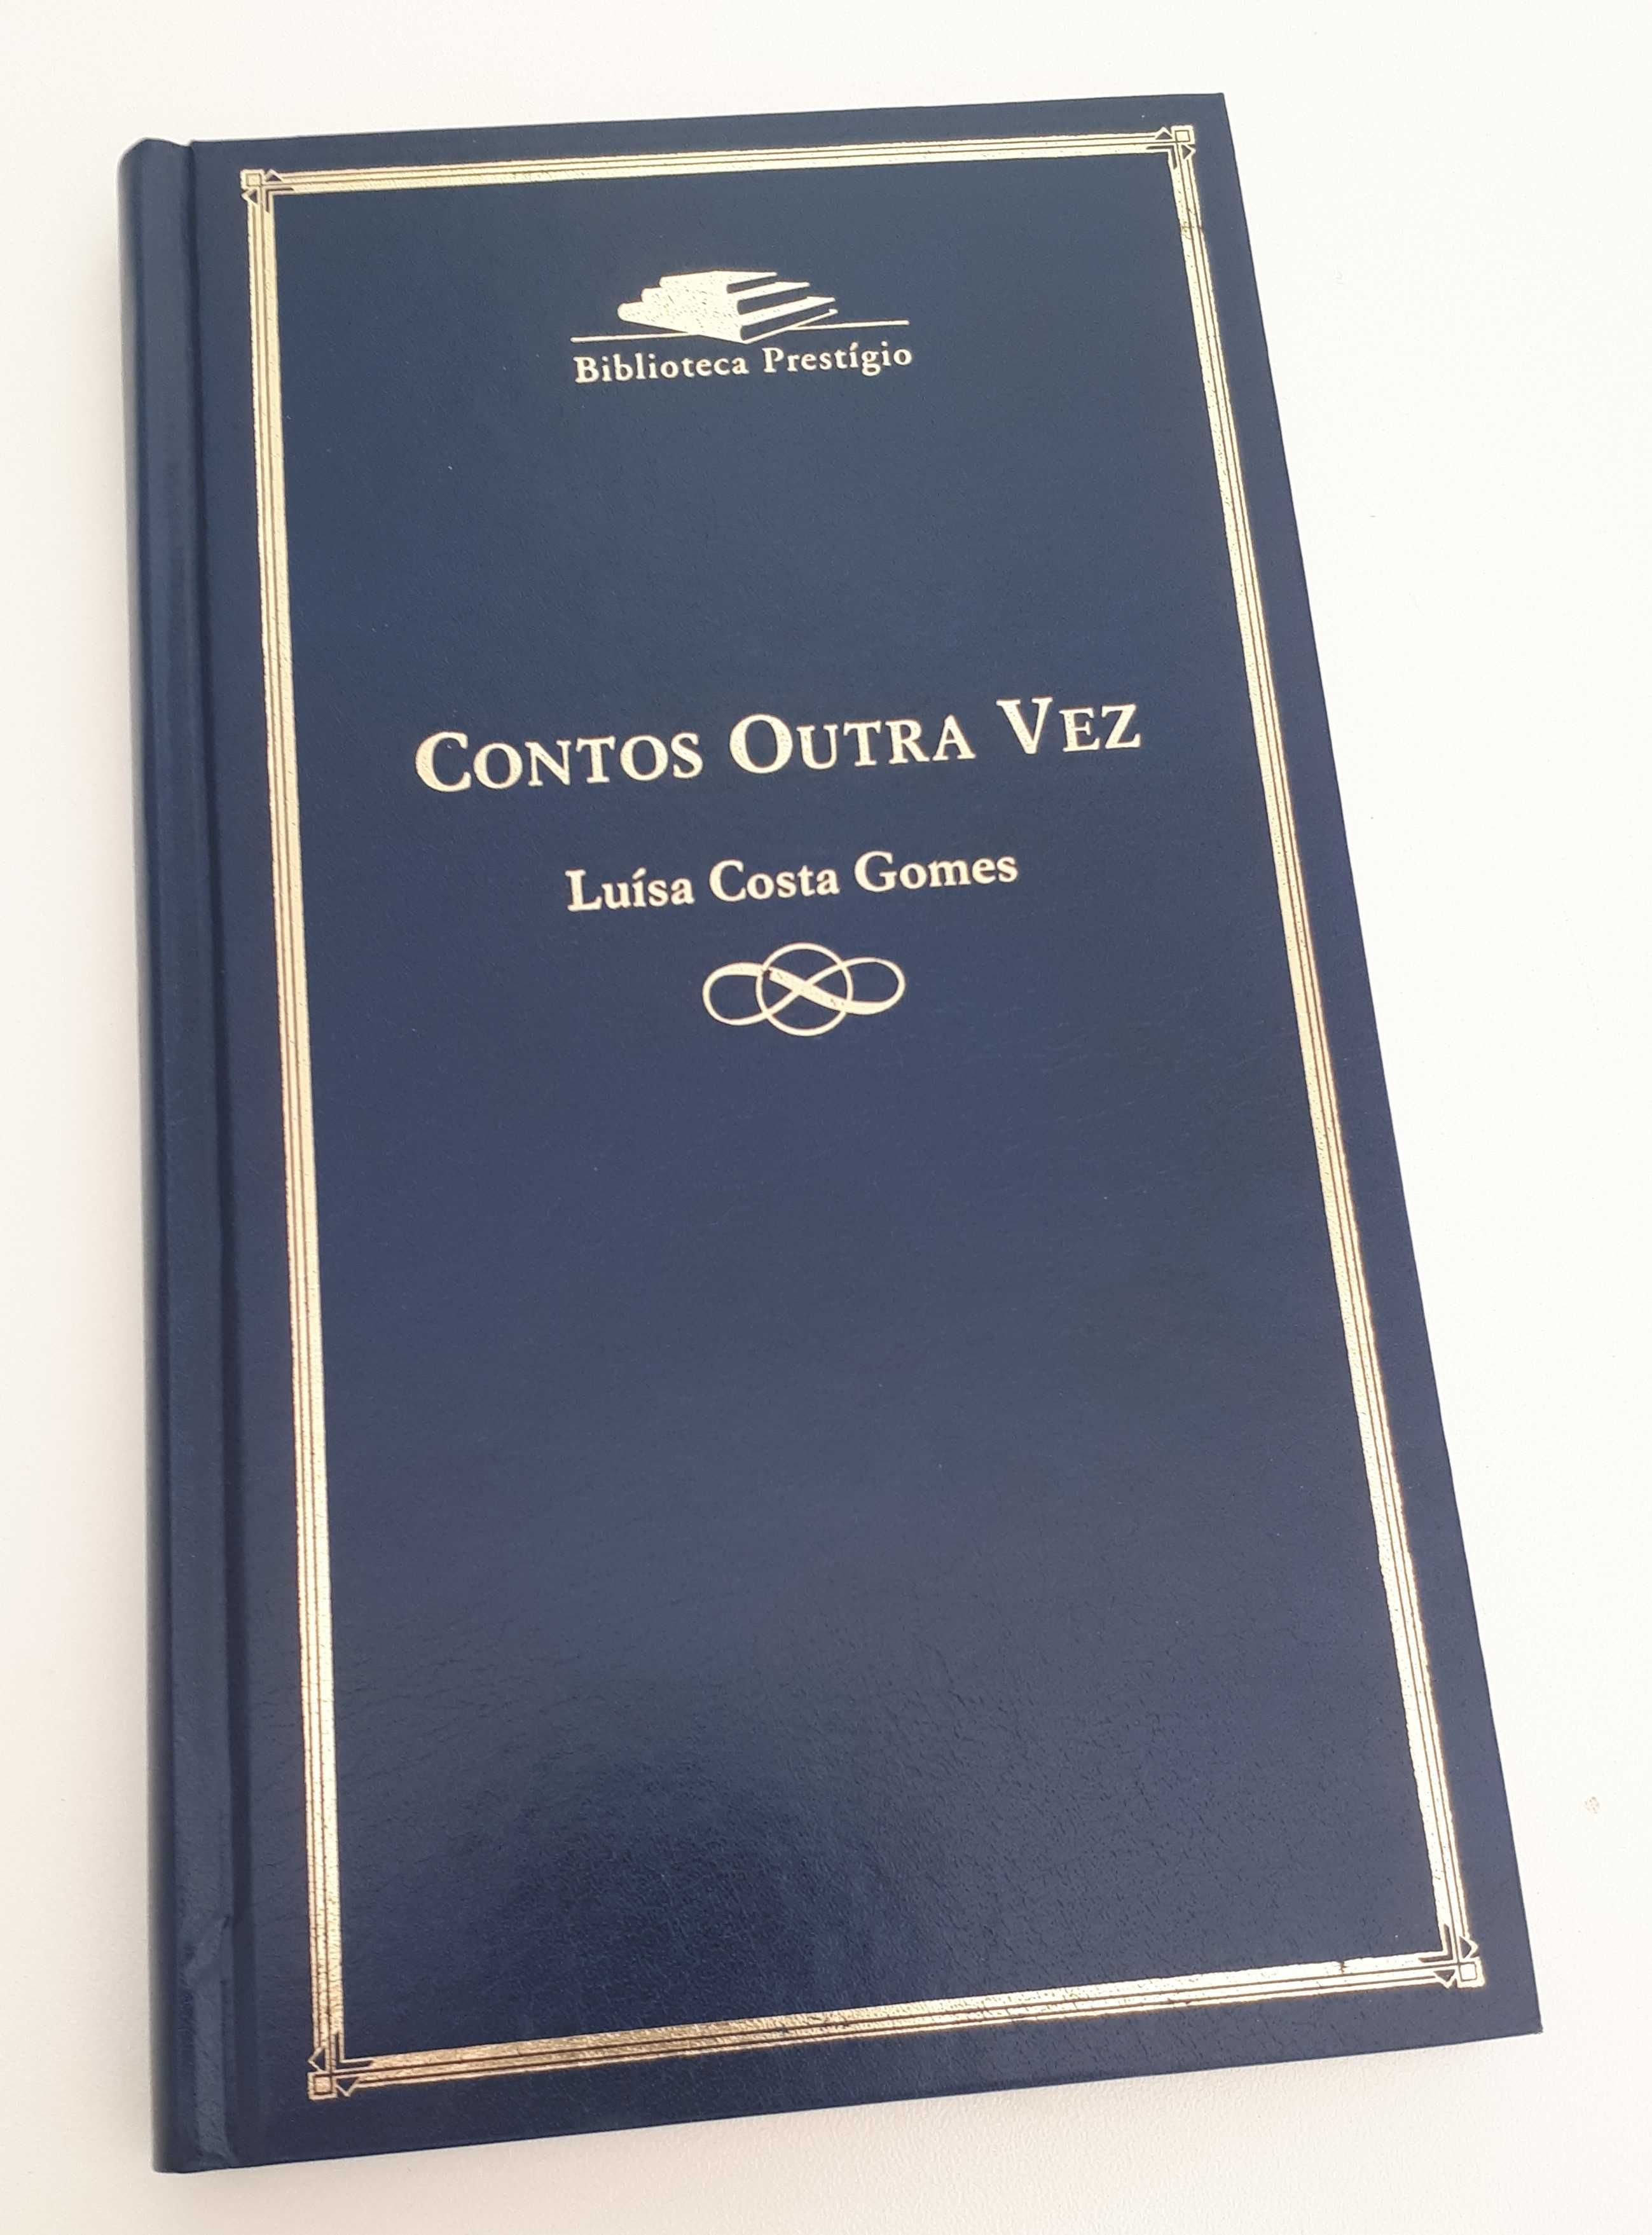 Biblioteca Prestígio
CONTOS OUTRA VEZ
Luísa Costa Gomes